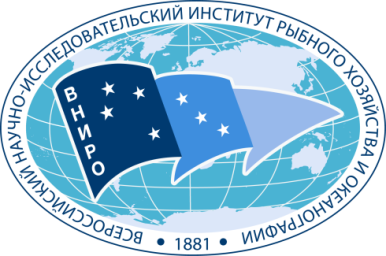 ВСЕРОССИЙСКИЙ НАУЧНО-ИССЛЕДОВАТЕЛЬСКИЙ ИНСТИТУТ РЫБНОГО ХОЗЯЙСТВА И ОКЕАНОГРАФИИ
ВНИРО
• 1881 •